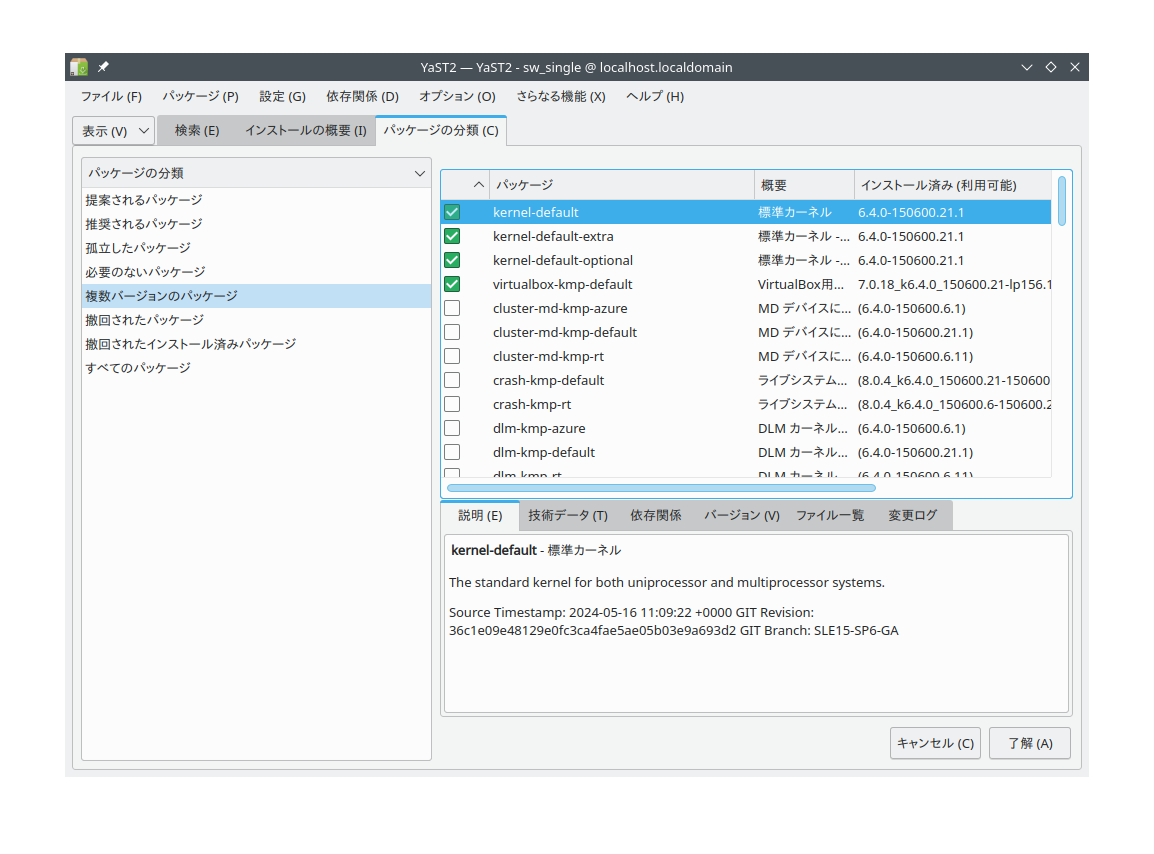 YaST2 — YaST2 - sw_single @ localhost.localdomain
ファイル (F) パッケージ (P) 設定 (G) 依存関係 (D) オプション (O) さらなる機能 (X) ヘルプ (H)
表示 (V) 検索 (E) インストールの概要 (I) パッケージの分類 (C)
パッケージの分類
提案されるパッケージ
推奨されるパッケージ
孤立したパッケージ
必要のないパッケージ
複数バージョンのパッケージ
撤回されたパッケージ
撤回されたインストール済みパッケージ
すべてのパッケージ
パッケージ 概要 インストール済み (利用可能)
kernel-default 標準カーネル 6.4.0-150600.21.1
kernel-default-extra 標準カーネル -... 6.4.0-150600.21.1
kernel-default-optional 標準カーネル -... 6.4.0-150600.21.1
virtualbox-kmp-default VirtualBox用... 7.0.18_k6.4.0_150600.21-lp156.1
cluster-md-kmp-azure MD デバイスに... (6.4.0-150600.6.1)
cluster-md-kmp-default MD デバイスに... (6.4.0-150600.21.1)
cluster-md-kmp-rt MD デバイスに... (6.4.0-150600.6.11)
crash-kmp-default ライブシステム... (8.0.4_k6.4.0_150600.21-150600
crash-kmp-rt ライブシステム... (8.0.4_k6.4.0_150600.6-150600.2
dlm-kmp-azure DLM カーネル... (6.4.0-150600.6.1)
dlm-kmp-default DLM カーネル... (6.4.0-150600.21.1)
dlm-kmp-rt DLM カーネル... (6.4.0-150600.6.11)
説明 (E) 技術データ (T) 依存関係 バージョン (V) ファイル一覧 変更ログ
kernel-default - 標準カーネル
The standard kernel for both uniprocessor and multiprocessor systems.
Source Timestamp: 2024-05-16 11:09:22 +0000 GIT Revision:
36c1e09e48129e0fc3ca4fae5ae05b03e9a693d2 GIT Branch: SLE15-SP6-GA
キャンセル (C) 了解 (A)